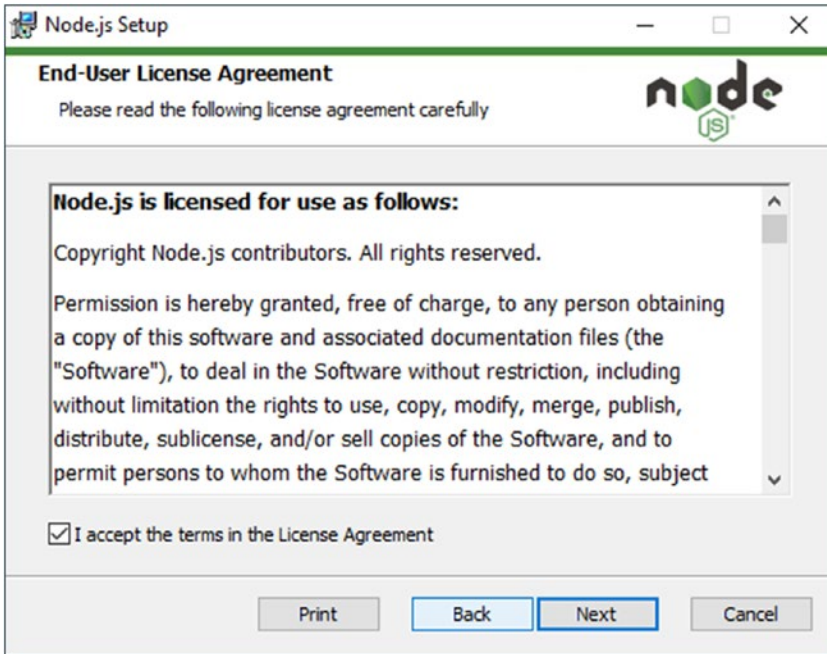 Node.js Setup
End-User License Agreement
Please read the following license agreement carefully
node
JS
Node.js is licensed for use as follows:
Copyright Node.js contributors. All rights reserved.
Permission is hereby granted, free of charge, to any person obtaining
a copy of this software and associated documentation files (the
"Software"), to deal in the Software without restriction, including
without limitation the rights to use, copy, modify, merge, publish,
distribute, sublicense, and/or sell copies of the Software, and to
permit persons to whom the Software is furnished to do so, subject
I accept the terms in the License Agreement
Print Back Next Cancel